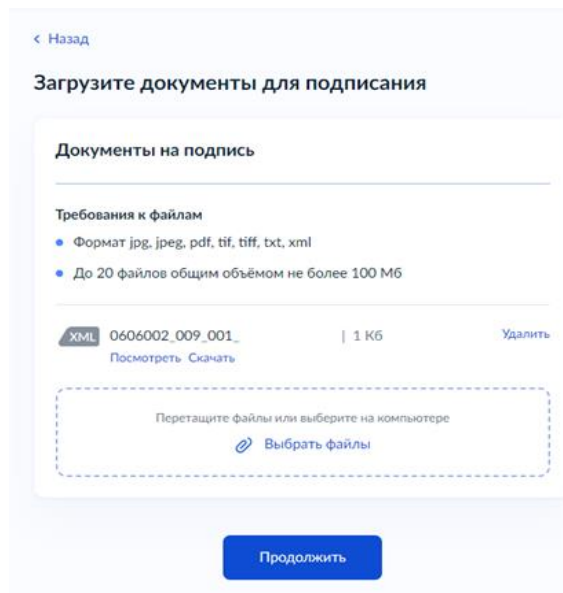 ‹ Назад
Загрузите документы для подписания
Документы на подпись
Требования к файлам
• Формат jpg, jpeg, pdf, tif, tiff, txt, xml
• До 20 файлов общим объёмом не более 100 Мб
XML 0606002_009_001_ | 1 Кб Удалить
Посмотреть Скачать
Перетащите файлы или выберите на компьютере
Выбрать файлы
Продолжить